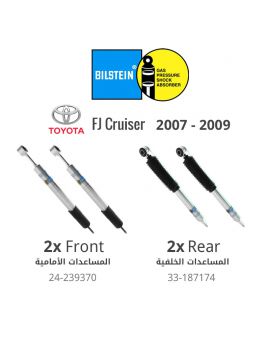 BILSTEIN
GAS
PRESSURE
SHOCK
ABSORBER
TOYOTA
FJ Cruiser 2007 - 2009
2x Front
المساعدات الأمامية
24-239370
2x Rear
المساعدات الخلفية
33-187174